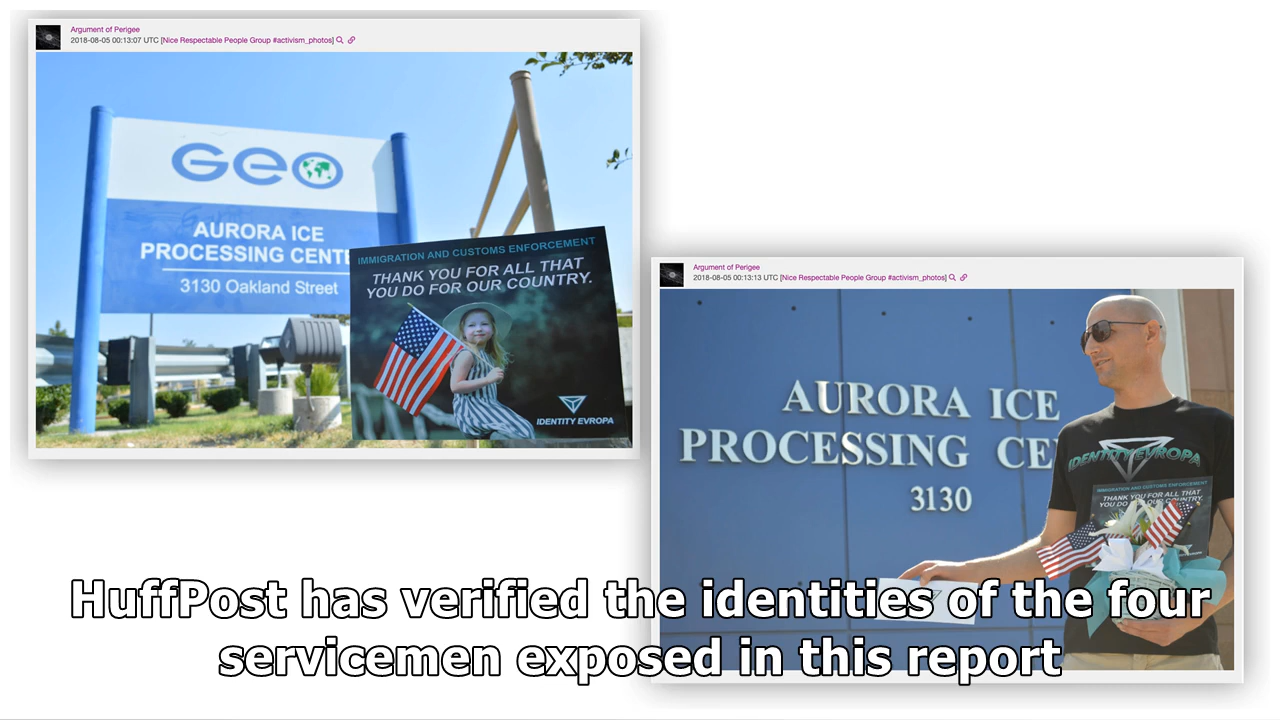 Argument of Perigee
2018-08-05 00:13:07 UTC [Nice Respectable People Group #activism_photos]
GEO
AURORA ICE
PROCESSING CENTE
3130 Oakland Street
IMMIGRATION AND CUSTOMS ENFORCEMENT
THANK YOU FOR ALL THAT
YOU DO FOR OUR COUNTRY.
IDENTITY EVROPA
Argument of Perigee
2018-08-05 00:13:13 UTC [Nice Respectable People Group #activism_photos]
AURORA ICE
PROCESSING CE
3130
IDENTITY EVROPA
IMMIGRATION AND CUSTOMS ENFORCEMENT
THANK YOU FOR ALL THAT
YOU DO FOR OUR COUNTRY.
HuffPost has verified the identities of the four
servicemen exposed in this report